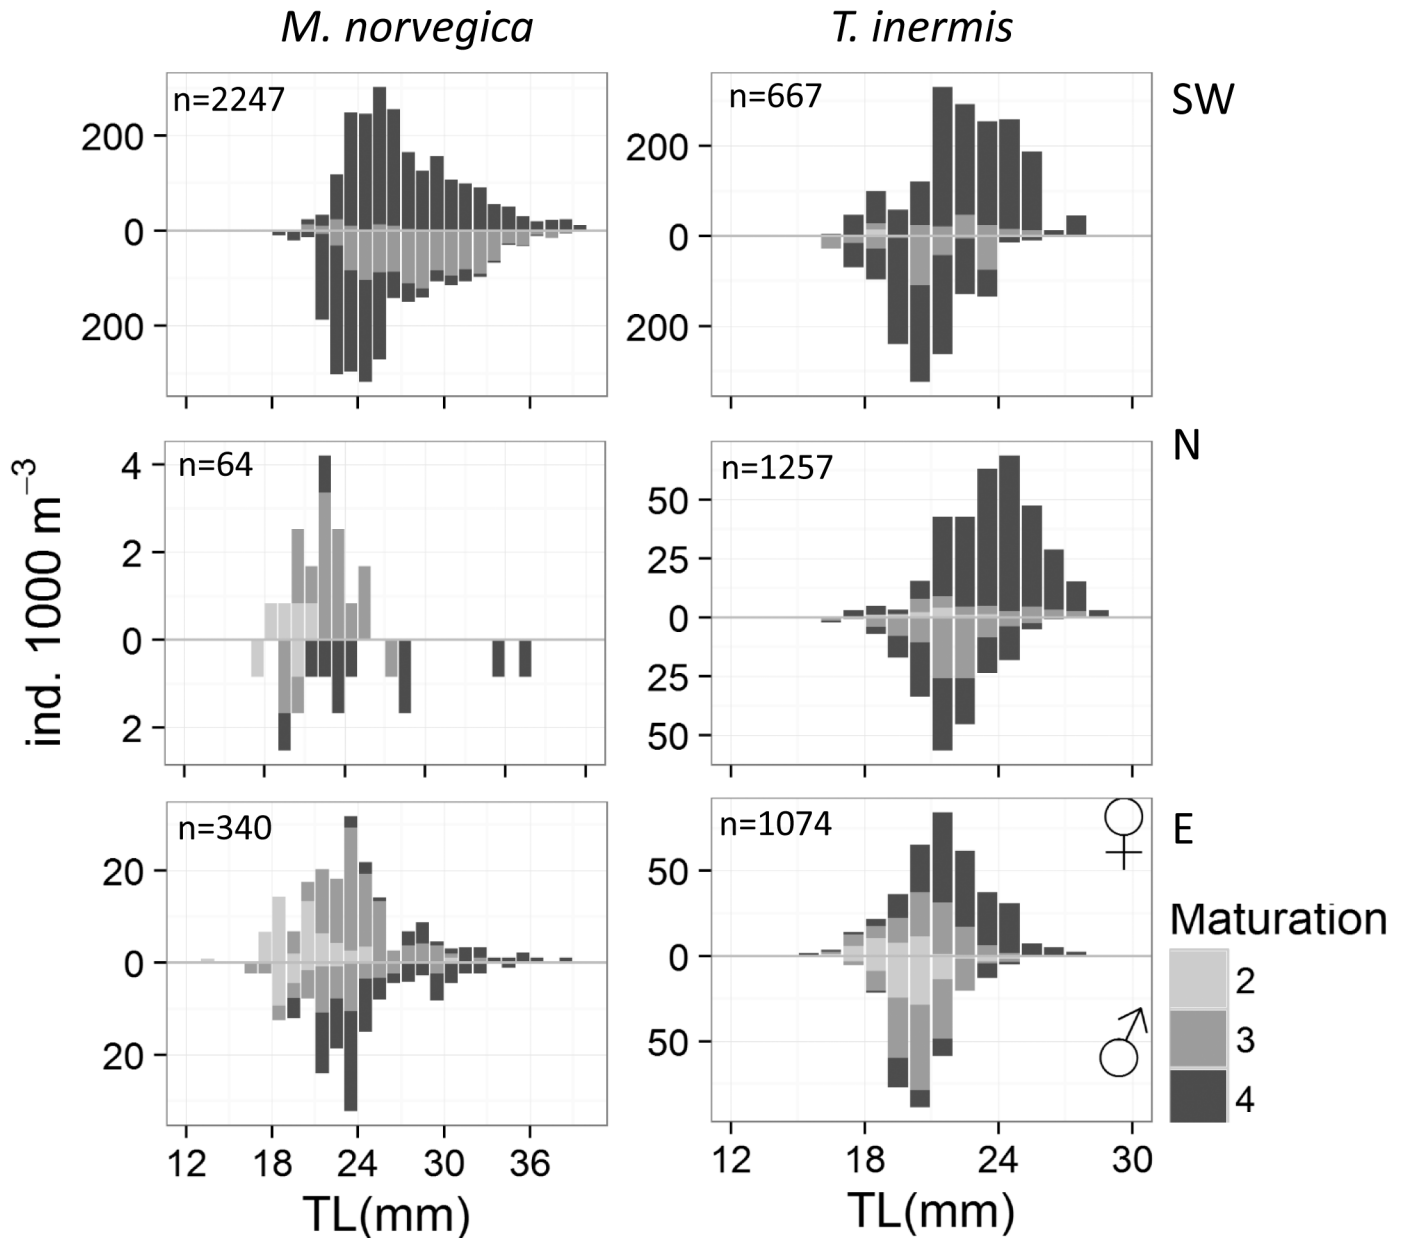 M. norvegica
T. inermis
n=2247
200
0
200
n=667
200
0
200
SW
n=64
4
2
0
2
n=1257
50
25
0
25
50
N
ind. 1000 m⁻³
n=340
20
0
20
12 18 24 30 36
TL(mm)
n=1074
50
0
50
♀
♂
12 18 24 30
TL(mm)
E
Maturation
2
3
4